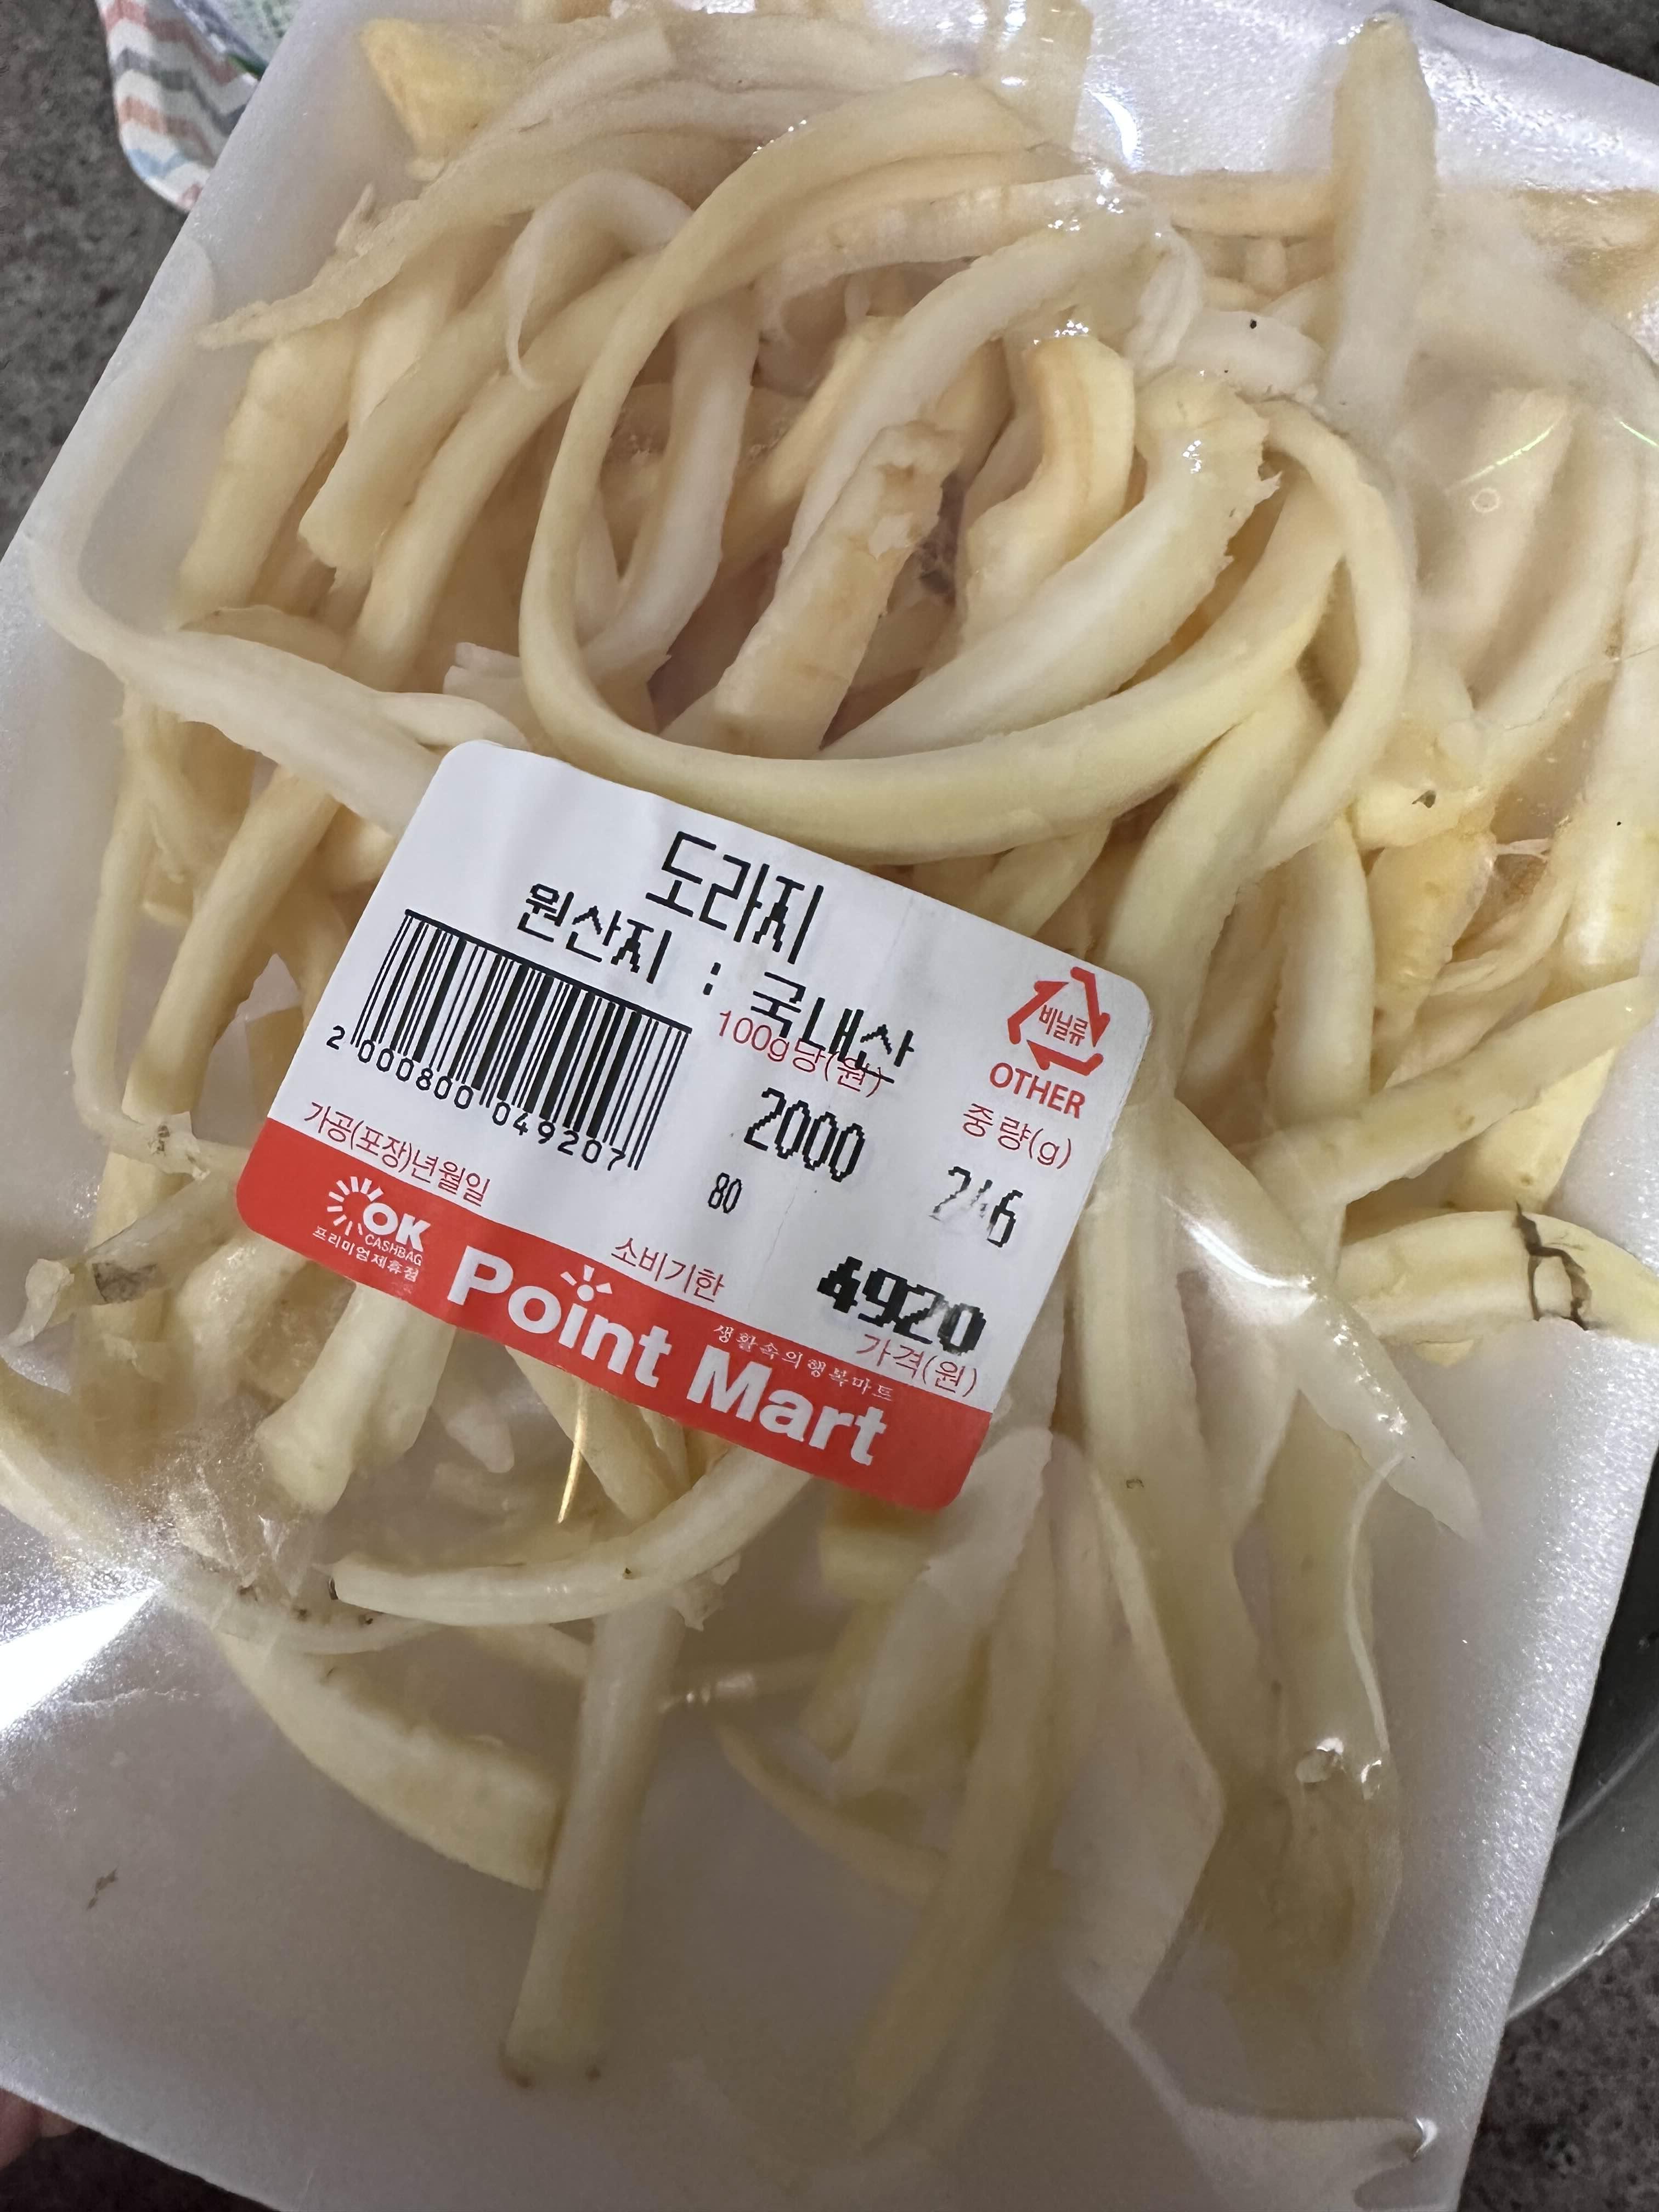 도라지
원산지 : 국내산
2 000800 049207
100g당(원)
비닐류
OTHER
2000
중량(g)
80
246
가공(포장)년월일
소비기한
4920
가격(원)
OK
CASHBAG
프리미엄제휴점
생활속의행복마트
Point Mart